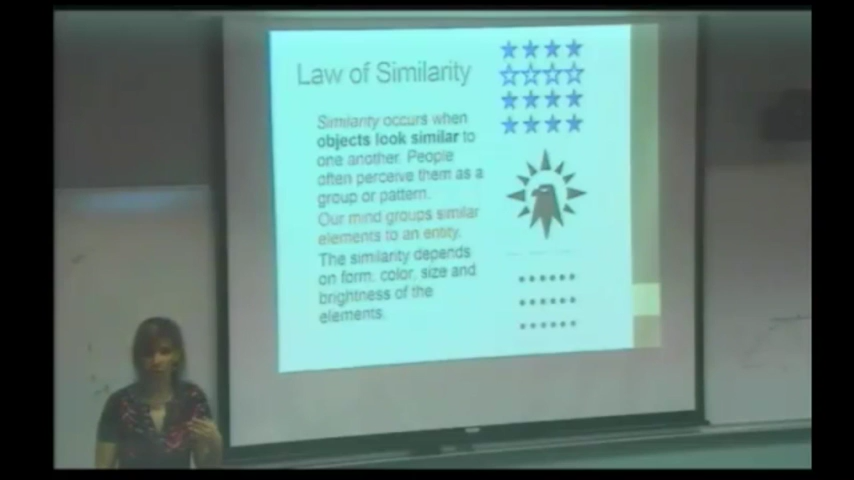 Law of Similarity
Similarity occurs when
objects look similar to
one another. People
often perceive them as a
group or pattern.
Our mind groups similar
elements to an entity.
The similarity depends
on form, color, size and
brightness of the
elements.